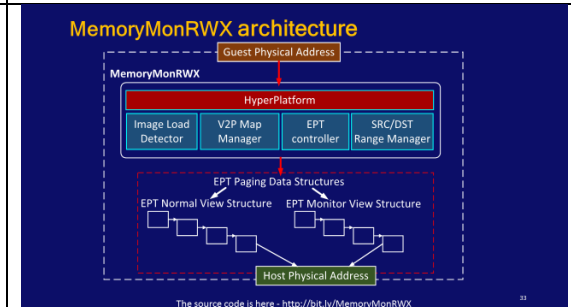 MemoryMonRWX architecture
Guest Physical Address
MemoryMonRWX
HyperPlatform
Image Load
Detector
V2P Map
Manager
EPT
controller
SRC/DST
Range Manager
EPT Paging Data Structures
EPT Normal View Structure
EPT Monitor View Structure
Host Physical Address
The source code is here - http://bit.ly/MemoryMonRWX
33